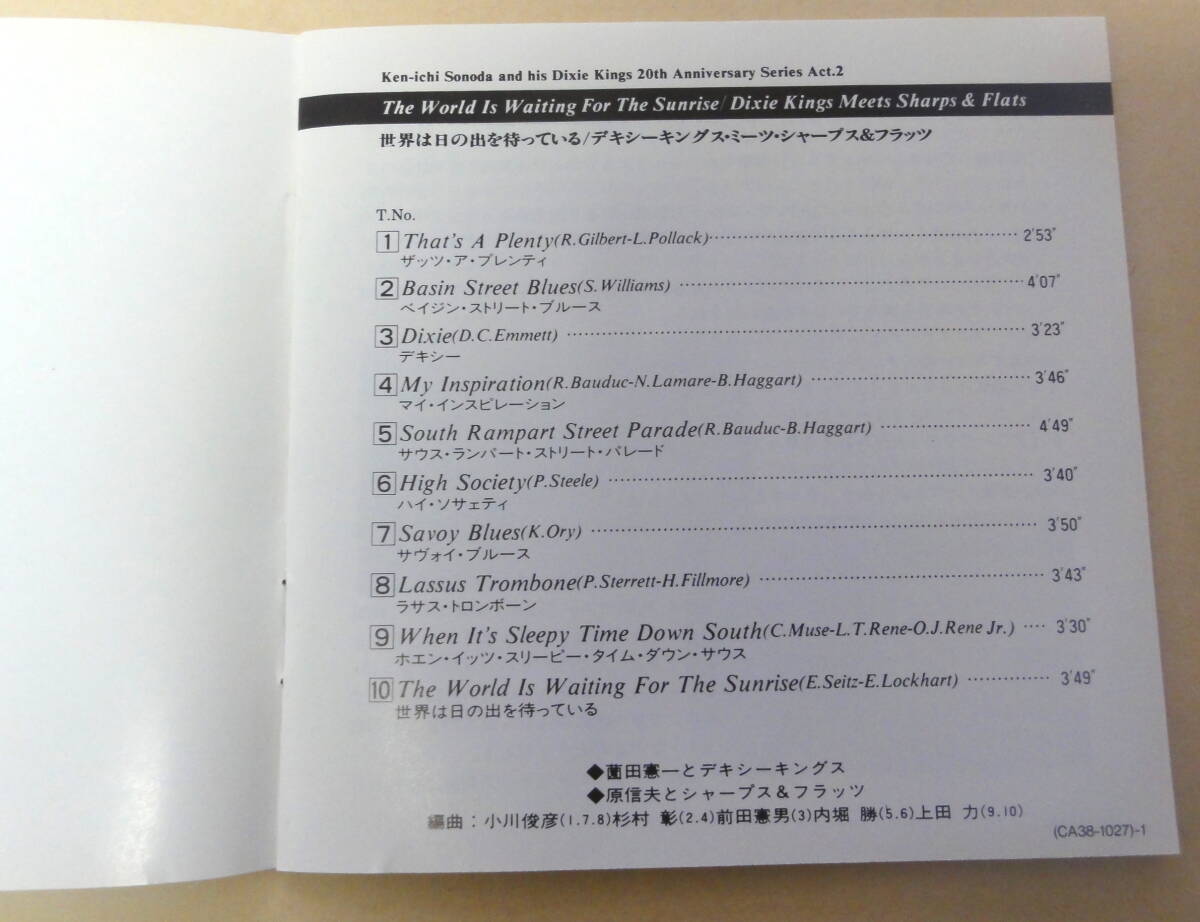 Ken-ichi Sonoda and his Dixie Kings 20th Anniversary Series Act.2
The World Is Waiting For The Sunrise/Dixie Kings Meets Sharps & Flats
世界は日の出を待っている/デキシーキングス・ミーツ・シャープス&フラッツ
T.No.
1 That's A Plenty(R.Gilbert-L.Pollack) 2'53"
ザッツ・ア・プレンティ
2 Basin Street Blues(S.Williams) 4'07"
ベイジン・ストリート・ブルース
3 Dixie(D.C.Emmett) 3'23"
デキシー
4 My Inspiration(R.Bauduc-N.Lamare-B.Haggart) 3'46"
マイ・インスピレーション
5 South Rampart Street Parade(R.Bauduc-B.Haggart) 4'49"
サウス・ランパート・ストリート・パレード
6 High Society(P.Steele) 3'40"
ハイ・ソサェティ
7 Savoy Blues(K.Ory) 3'50"
サヴォイ・ブルース
8 Lassus Trombone(P.Sterrett-H.Fillmore) 3'43"
ラサス・トロンボーン
9 When It's Sleepy Time Down South(C.Muse-L.T.Rene-O.J.Rene Jr.) 3'30"
ホエン・イッツ・スリーピー・タイム・ダウン・サウス
10 The World Is Waiting For The Sunrise(E.Seitz-E.Lockhart) 3'49"
世界は日の出を待っている
◆薗田憲一とデキシーキングス
◆原信夫とシャープス&フラッツ
編曲:小川俊彦(1.7.8)杉村 彰(2.4)前田憲男(3)内堀 勝(5.6)上田 力(9.10)
(CA38-1027)-1